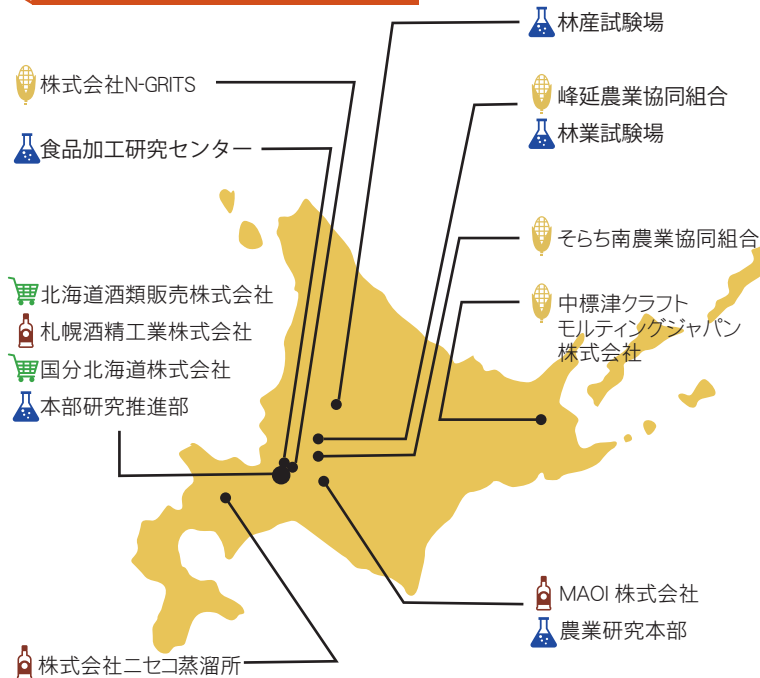 林産試験場
株式会社N-GRITS
峰延農業協同組合
林業試験場
食品加工研究センター
そらち南農業協同組合
北海道酒類販売株式会社
札幌酒精工業株式会社
国分北海道株式会社
本部研究推進部
中標津クラフト
モルティングジャパン
株式会社
MAOI 株式会社
農業研究本部
株式会社ニセコ蒸溜所